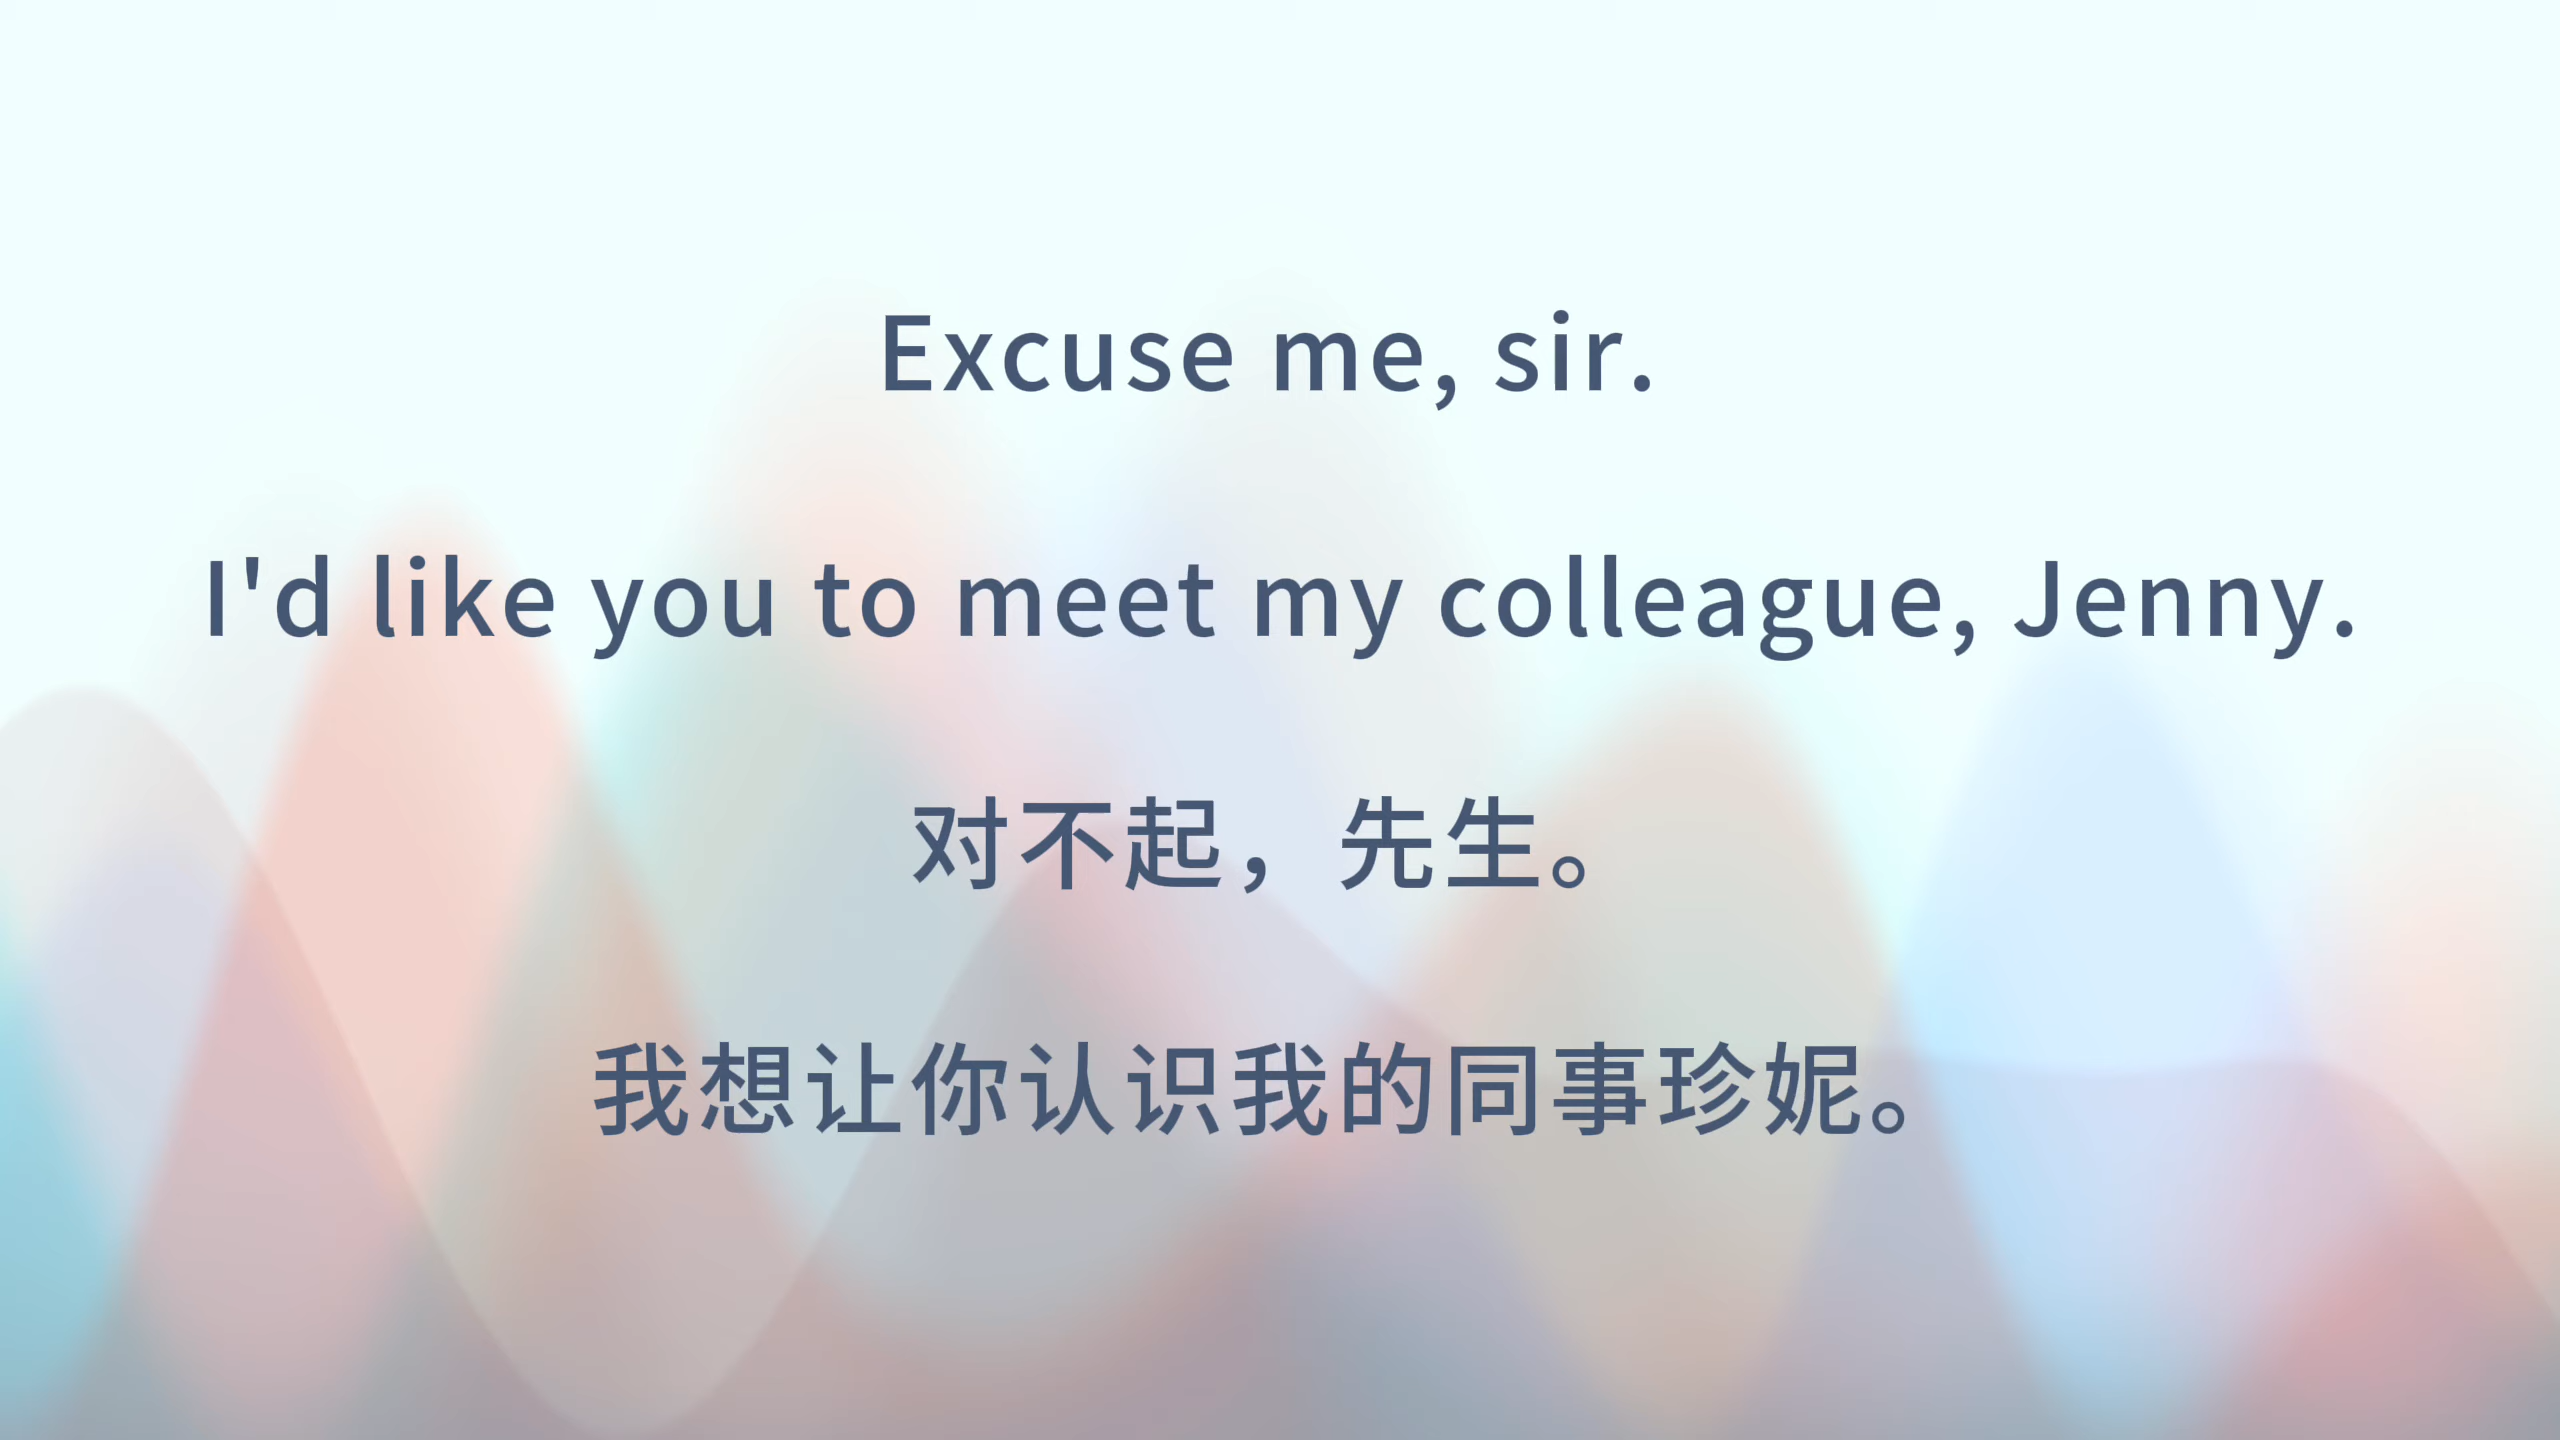 Excuse me, sir.
I'd like you to meet my colleague, Jenny.
对不起，先生。
我想让你认识我的同事珍妮。